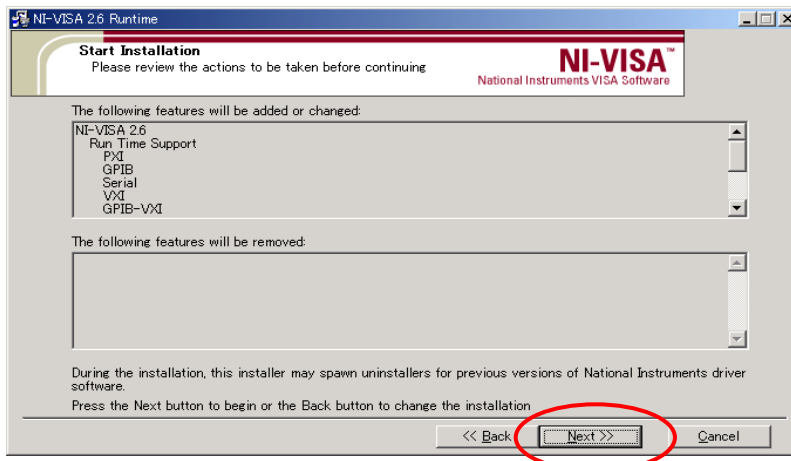 NI-VISA 2.6 Runtime
Start Installation
Please review the actions to be taken before continuing
NI-VISA™
National Instruments VISA Software
The following features will be added or changed:
NI-VISA 2.6
Run Time Support
PXI
GPIB
Serial
VXI
GPIB-VXI
The following features will be removed:
During the installation, this installer may spawn uninstallers for previous versions of National Instruments driver
software.
Press the Next button to begin or the Back button to change the installation
<< Back
Next >>
Cancel